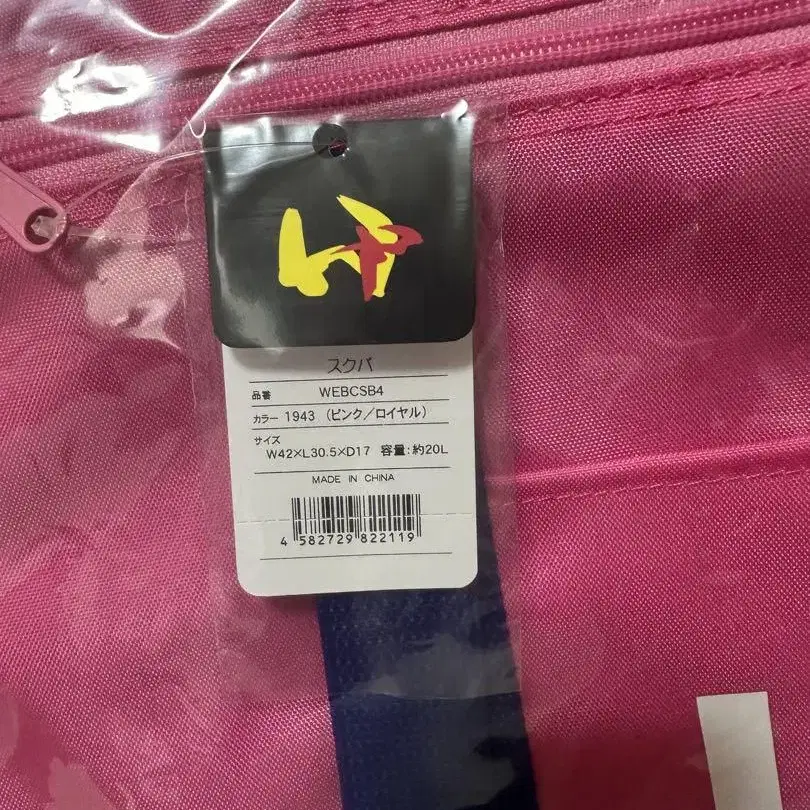 スクバ
品番 WEBCSB4
カラー 1943 (ピンク/ロイヤル)
サイズ
W42×L30.5×D17 容量:約20L
MADE IN CHINA
4 582729 822119